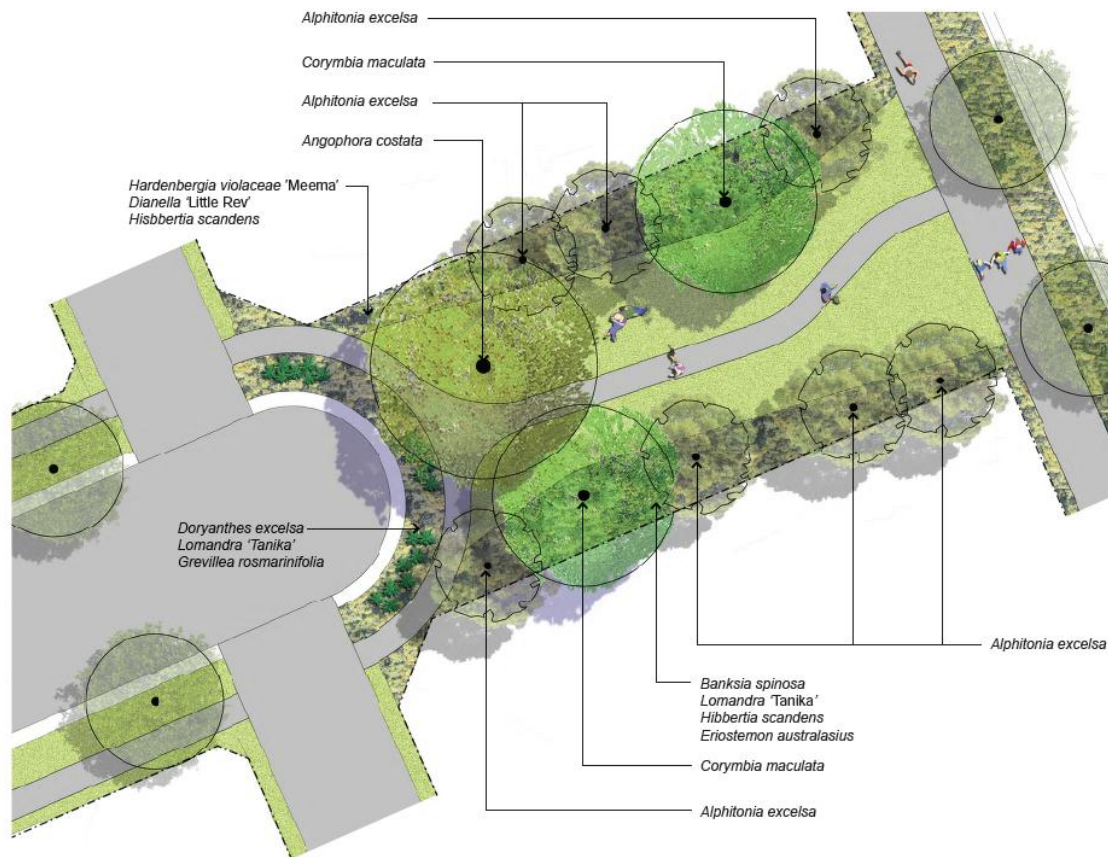 Alphitonia excelsa
Corymbia maculata
Alphitonia excelsa
Angophora costata
Hardenbergia violaceae 'Meema'
Dianella 'Little Rev'
Hisbbertia scandens
Doryanthes excelsa
Lomandra 'Tanika'
Grevillea rosmarinifolia
Alphitonia excelsa
Banksia spinosa
Lomandra 'Tanika'
Hibbertia scandens
Eriostemon australasius
Corymbia maculata
Alphitonia excelsa